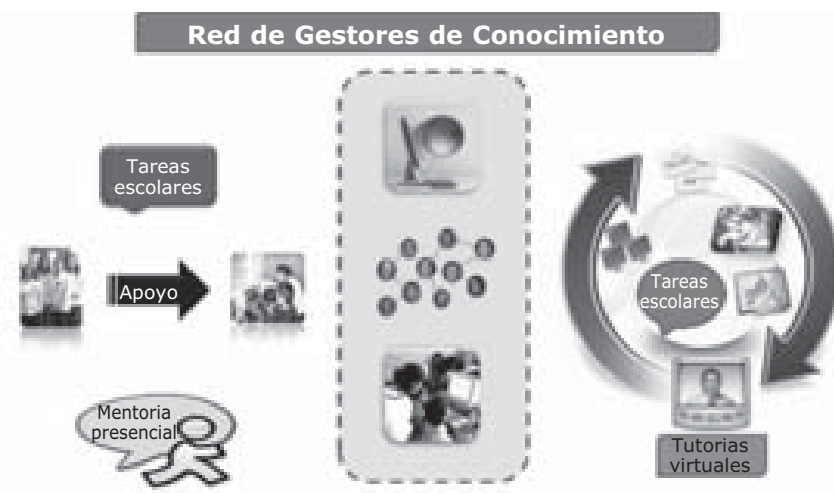 Red de Gestores de Conocimiento
Tareas
escolares
Apoyo
Mentoria
presencial
Tareas
escolares
Tutorias
virtuales